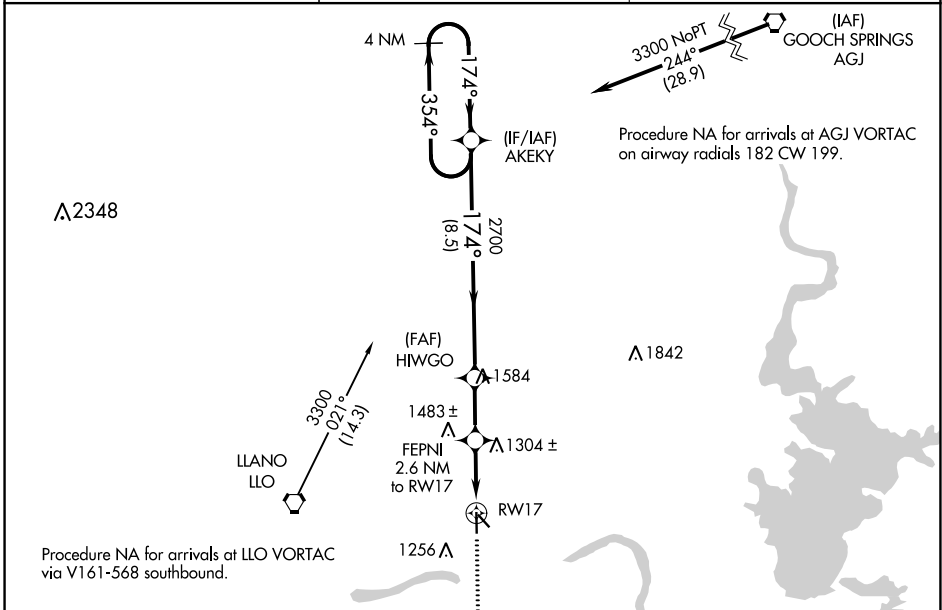 4 NM
174°
354°
(IF/IAF)
AKEKY
3300 NoPT
244°
(28.9)
(IAF)
GOOCH SPRINGS
AGJ
Procedure NA for arrivals at AGJ VORTAC
on airway radials 182 CW 199.
2348
2700
174°
(8.5)
(FAF)
HIWGO
1584
1842
3300
021°
(14.3)
1483 ±
FEPNI
2.6 NM
to RW17
1304 ±
LLANO
LLO
RW17
Procedure NA for arrivals at LLO VORTAC
via V161-568 southbound.
1256